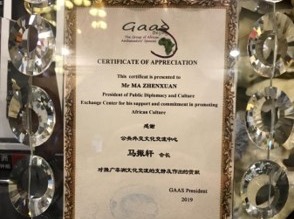 Gaas
The Group of African
Ambassadors' Spouses
CERTIFICATE OF APPRECIATION
This certificate is presented to
Mr MA ZHENXUAN
President of Public Diplomacy and Culture
Exchange Center for his support and commitment in promoting
African Culture
感谢
公共外交文化交流中心
马振轩 会长
对推广非洲文化交流的支持及作出的贡献
GAAS President
2019